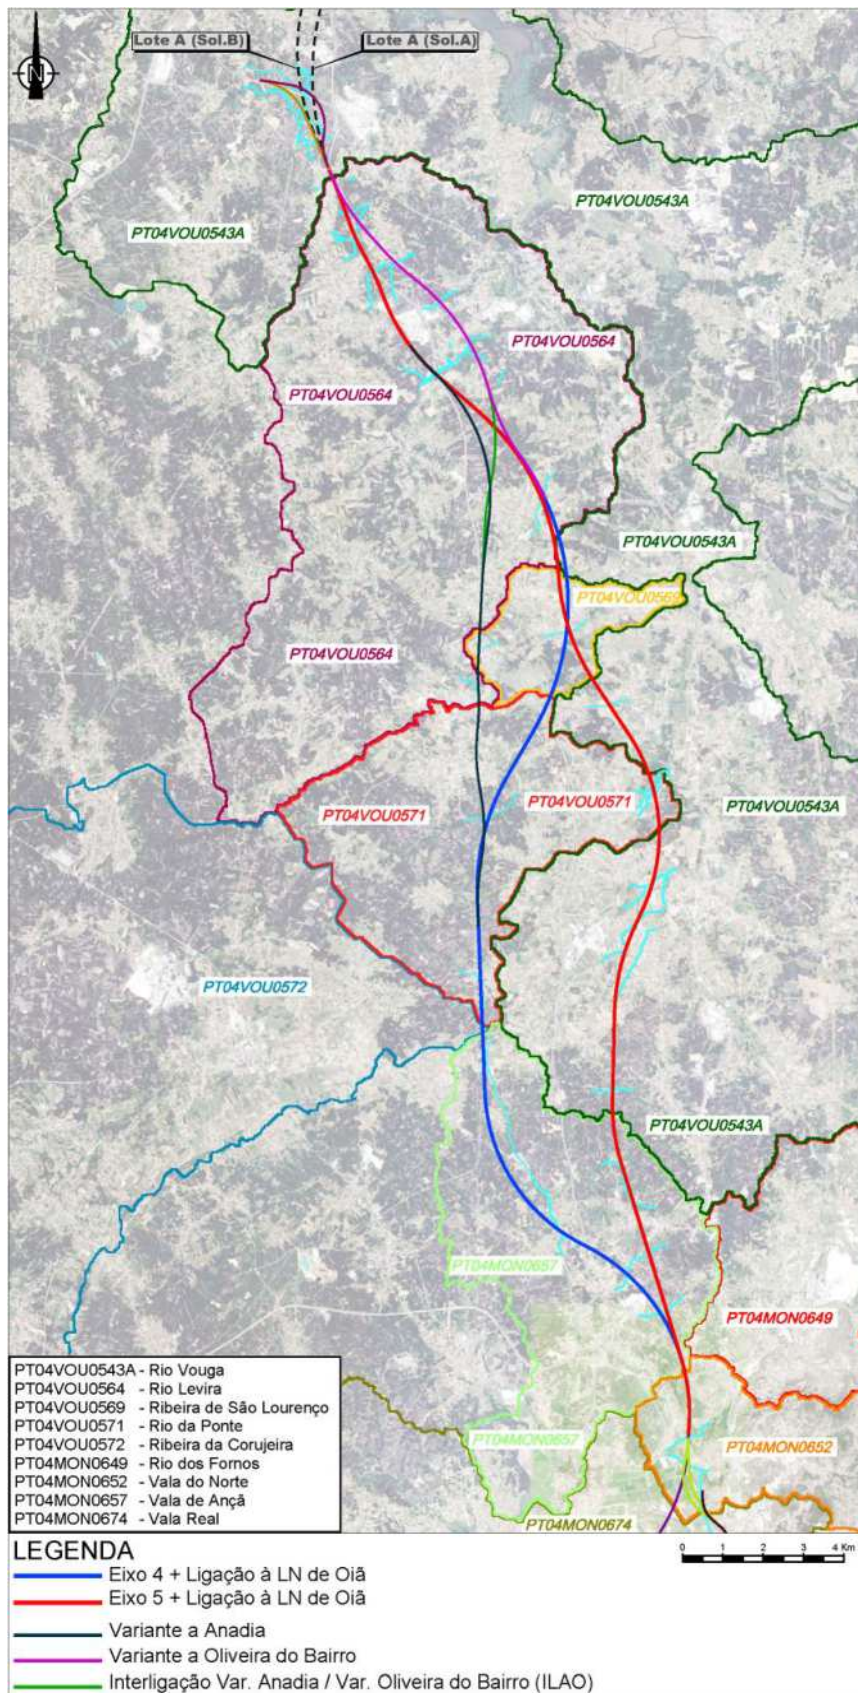 Lote A (Sol.B)
Lote A (Sol.A)
N
PT04VOU0543A
PT04VOU0543A
PT04VOU0564
PT04VOU0564
PT04VOU0543A
PT04VOU0569
PT04VOU0564
PT04VOU0571
PT04VOU0571
PT04VOU0543A
PT04VOU0572
PT04VOU0543A
PT04MON0657
PT04MON0649
PT04MON0657
PT04MON0652
PT04MON0674
PT04VOU0543A - Rio Vouga
PT04VOU0564 - Rio Levira
PT04VOU0569 - Ribeira de São Lourenço
PT04VOU0571 - Rio da Ponte
PT04VOU0572 - Ribeira da Corujeira
PT04MON0649 - Rio dos Fornos
PT04MON0652 - Vala do Norte
PT04MON0657 - Vala de Ançã
PT04MON0674 - Vala Real
0 1 2 3 4 Km
LEGENDA
Eixo 4 + Ligação à LN de Oiã
Eixo 5 + Ligação à LN de Oiã
Variante a Anadia
Variante a Oliveira do Bairro
Interligação Var. Anadia / Var. Oliveira do Bairro (ILAO)